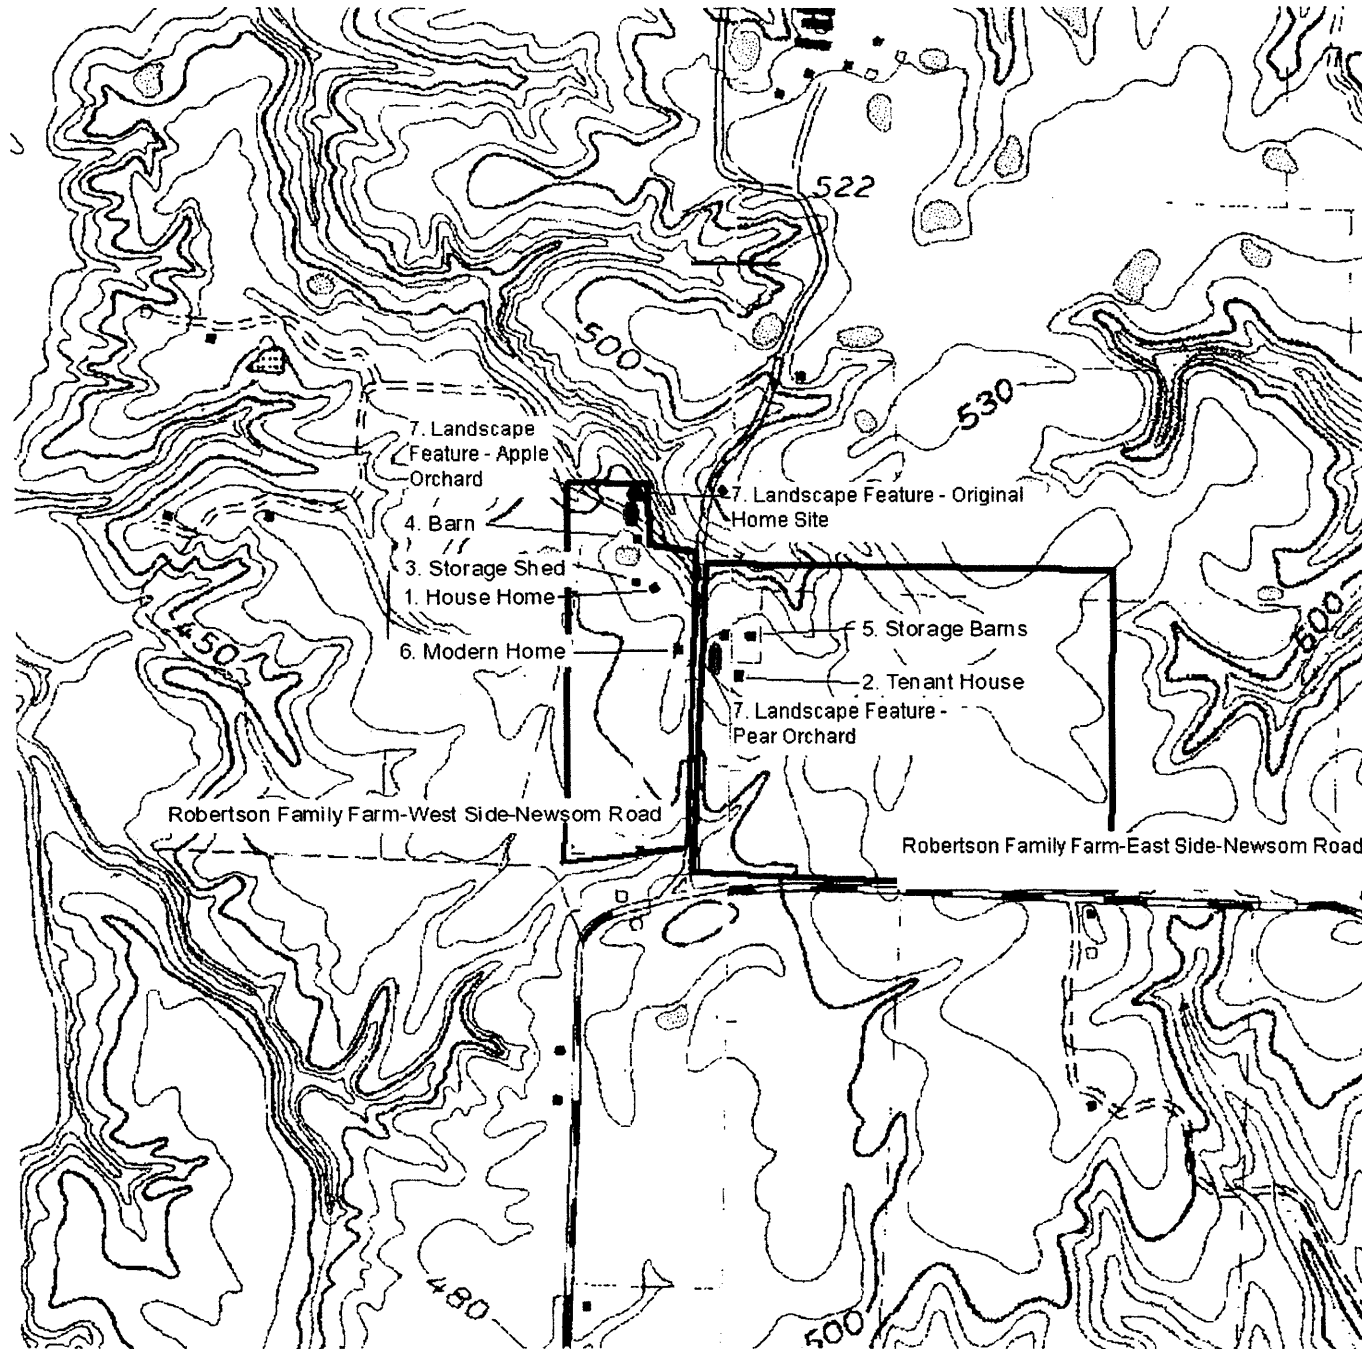 522
500
530
7. Landscape
Feature - Apple
Orchard
7. Landscape Feature - Original
Home Site
4. Barn
3. Storage Shed
1. House Home
5. Storage Barns
500
450
6. Modern Home
2. Tenant House
7. Landscape Feature -
Pear Orchard
Robertson Family Farm-West Side-Newsom Road
Robertson Family Farm-East Side-Newsom Road
480
500